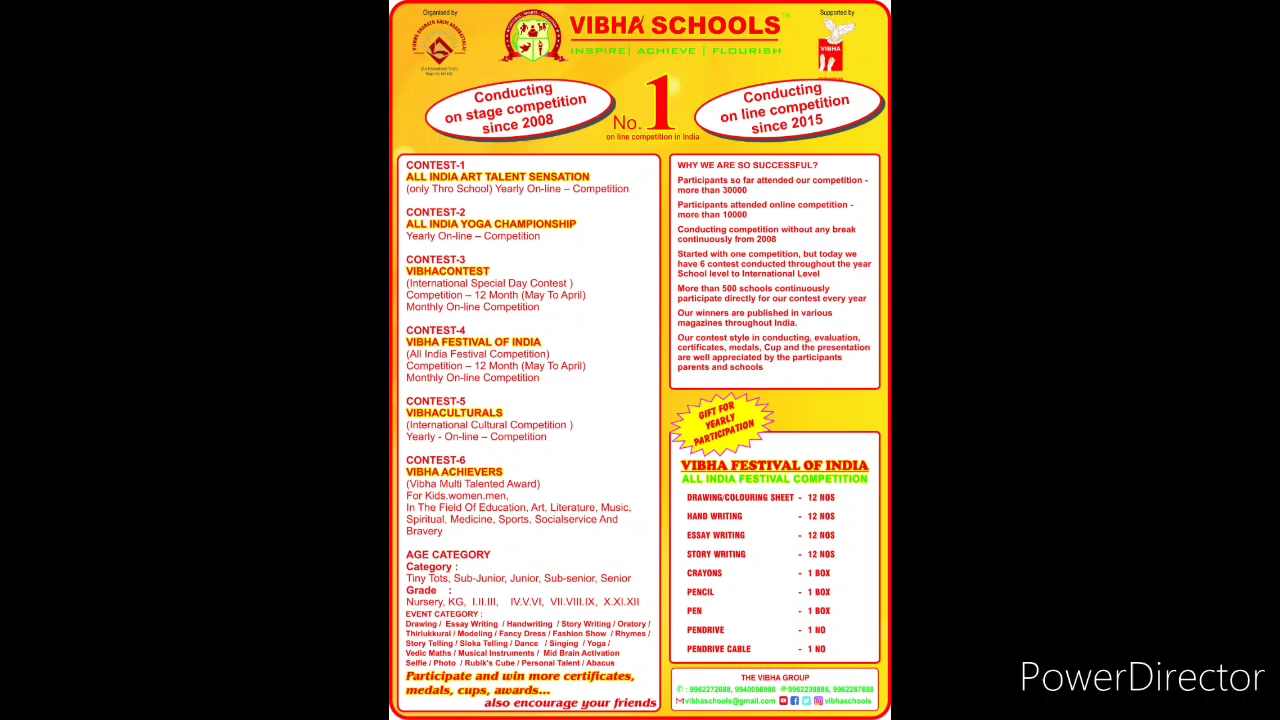 Organised by
VIBHA SCHOOLS
INSPIRE| ACHIEVE | FLOURISH
Supported by
VIBHA
Conducting
on stage competition
since 2008
No. 1
on line competition in India
Conducting
on line competition
since 2015
CONTEST-1
ALL INDIA ART TALENT SENSATION
(only Thro School) Yearly On-line – Competition
CONTEST-2
ALL INDIA YOGA CHAMPIONSHIP
Yearly On-line – Competition
CONTEST-3
VIBHACONTEST
(International Special Day Contest )
Competition – 12 Month (May To April)
Monthly On-line Competition
CONTEST-4
VIBHA FESTIVAL OF INDIA
(All India Festival Competition)
Competition – 12 Month (May To April)
Monthly On-line Competition
CONTEST-5
VIBHACULTURALS
(International Cultural Competition )
Yearly - On-line – Competition
CONTEST-6
VIBHA ACHIEVERS
(Vibha Multi Talented Award)
For Kids.women.men,
In The Field Of Education, Art, Literature, Music,
Spiritual, Medicine, Sports, Socialservice And
Bravery
AGE CATEGORY
Category :
Tiny Tots, Sub-Junior, Junior, Sub-senior, Senior
Grade :
Nursery, KG, I.II.III, IV.V.VI, VII.VIII.IX, X.XI.XII
EVENT CATEGORY :
Drawing / Essay Writing / Handwriting / Story Writing / Oratory /
Thirlukkural / Modeling / Fancy Dress / Fashion Show / Rhymes /
Story Telling / Sloka Telling / Dance / Singing / Yoga /
Vedic Maths / Musical Instruments / Mid Brain Activation
Selfie / Photo / Rubik's Cube / Personal Talent / Abacus
Participate and win more certificates,
medals, cups, awards...
also encourage your friends
WHY WE ARE SO SUCCESSFUL?
Participants so far attended our competition -
more than 30000
Participants attended online competition -
more than 10000
Conducting competition without any break
continuously from 2008
Started with one competition, but today we
have 6 contest conducted throughout the year
School level to International Level
More than 500 schools continuously
participate directly for our contest every year
Our winners are published in various
magazines throughout India.
Our contest style in conducting, evaluation,
certificates, medals, Cup and the presentation
are well appreciated by the participants
parents and schools
GIFT FOR
YEARLY
PARTICIPATION
VIBHA FESTIVAL OF INDIA
ALL INDIA FESTIVAL COMPETITION
DRAWING/COLOURING SHEET - 12 NOS
HAND WRITING - 12 NOS
ESSAY WRITING - 12 NOS
STORY WRITING - 12 NOS
CRAYONS - 1 BOX
PENCIL - 1 BOX
PEN - 1 BOX
PENDRIVE - 1 NO
PENDRIVE CABLE - 1 NO
THE VIBHA GROUP
: 9962272688, 9940098980 9962239888, 9962287888
vibhaschools@gmail.com vibhaschools
PowerDirector